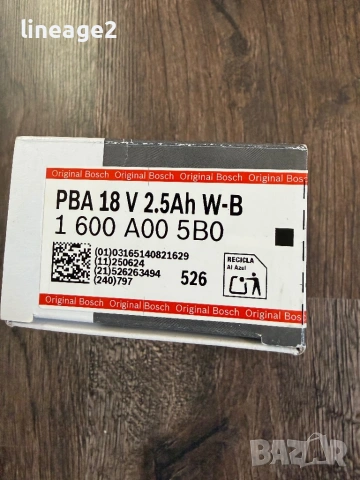 lineage2
Original Bosch Original Bosch Original Bosch Original Bosch
PBA 18 V 2.5Ah W-B
1 600 A00 5B0
(01)03165140821629
(11)250624
(21)526263494
(240)797
526
RECICLA
Al Azul
Original Bosch Original Bosch Original Bosch Original Bosch
BAZAR